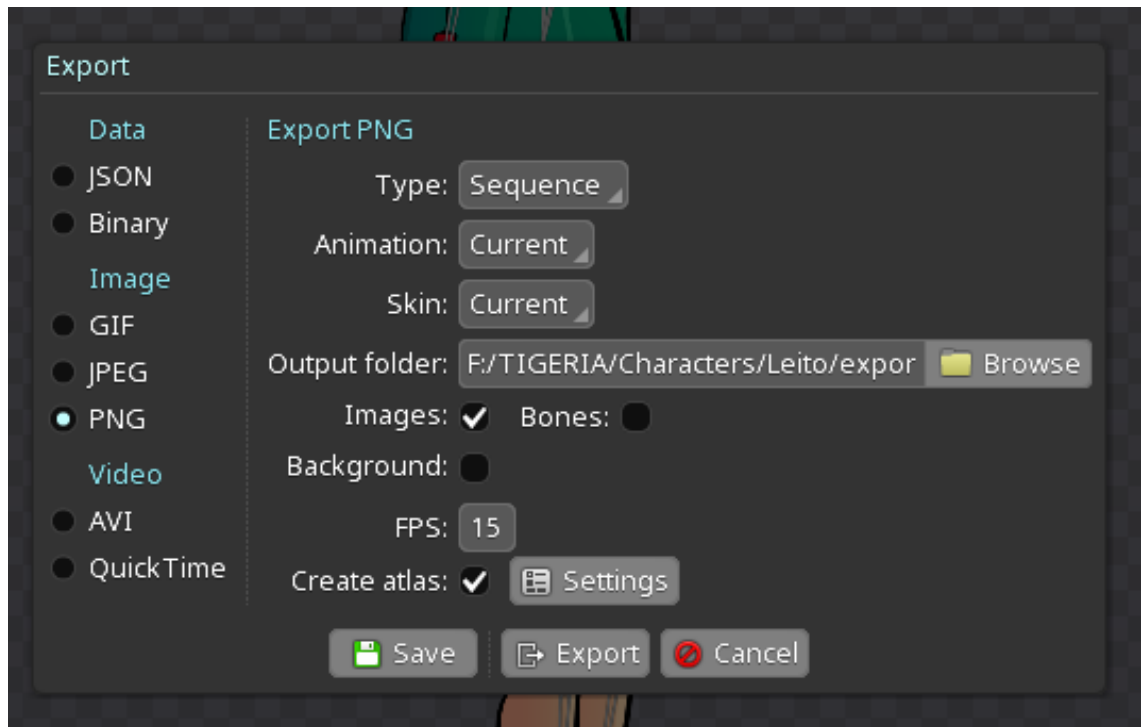 Export
Data
JSON
Binary
Image
GIF
JPEG
PNG
Video
AVI
QuickTime
Export PNG
Type: Sequence
Animation: Current
Skin: Current
Output folder: F:/TIGERIA/Characters/Leito/expor Browse
Images: Bones:
Background:
FPS: 15
Create atlas: Settings
Save Export Cancel